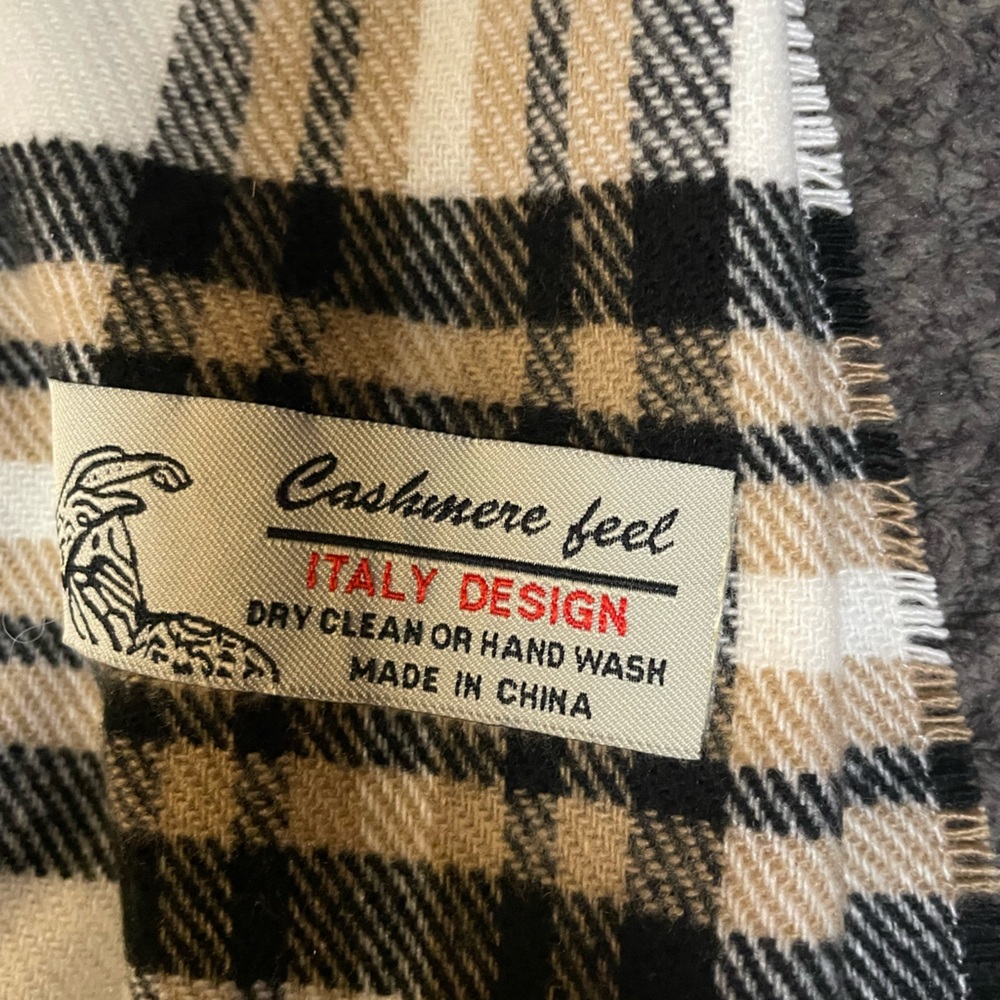 Cashmere feel
ITALY DESIGN
DRY CLEAN OR HAND WASH
MADE IN CHINA